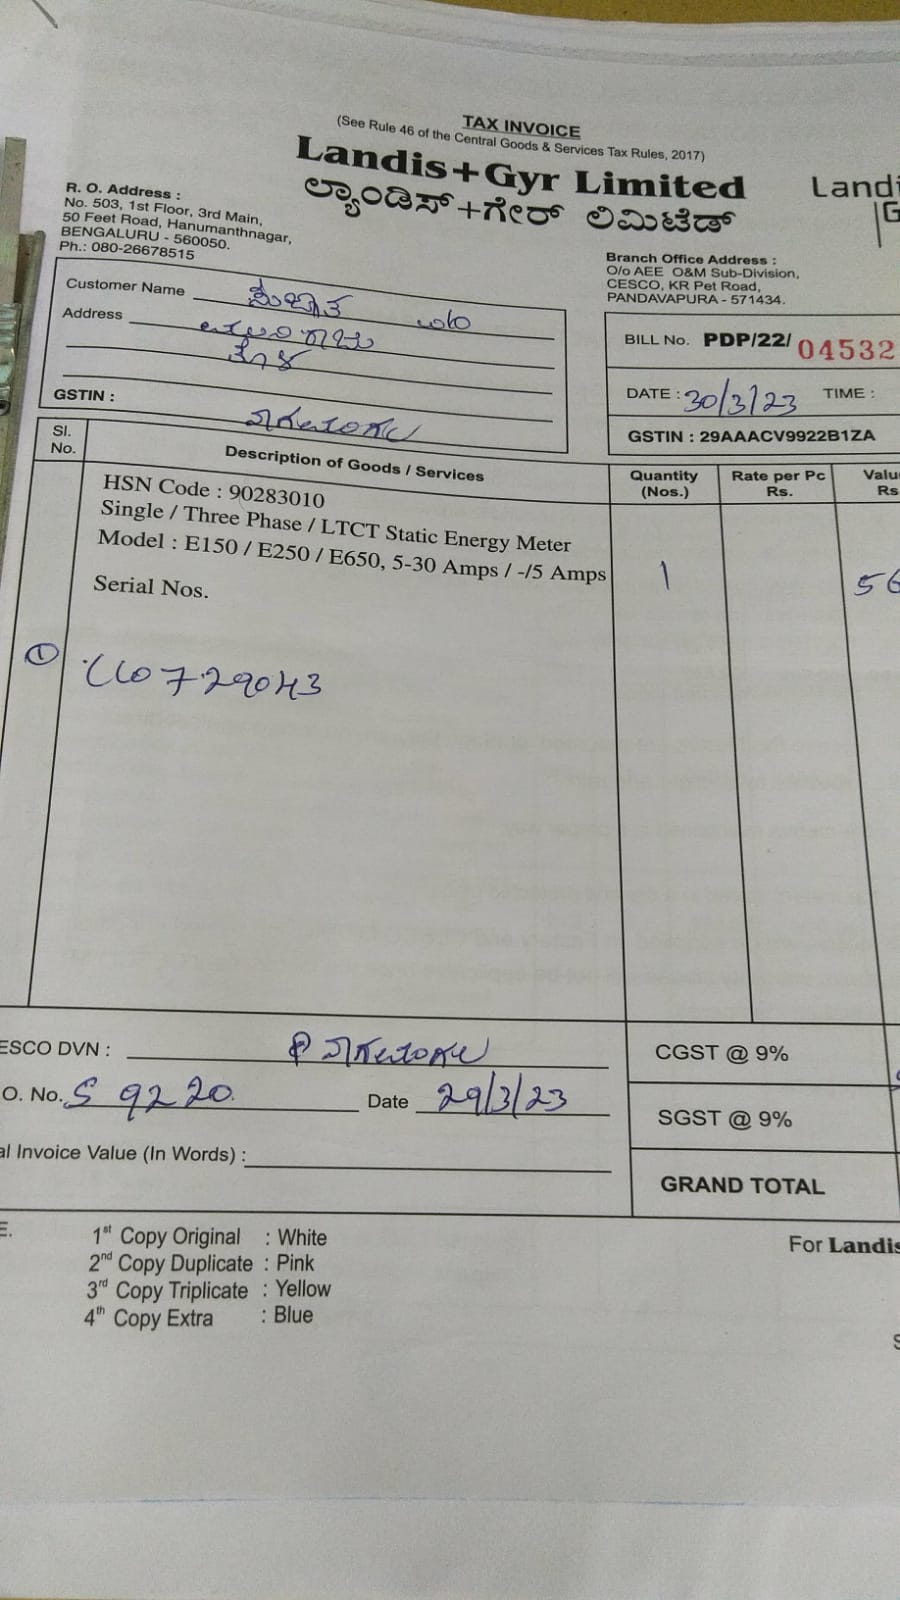 TAX INVOICE
(See Rule 46 of the Central Goods & Services Tax Rules, 2017)
Landis+Gyr Limited
ಲ್ಯಾಂಡಿಸ್+ಗೇರ್ ಲಿಮಿಟೆಡ್
Landi
G
R. O. Address :
No. 503, 1st Floor, 3rd Main,
50 Feet Road, Hanumanthnagar,
BENGALURU - 560050.
Ph.: 080-26678515
Branch Office Address :
O/o AEE O&M Sub-Division,
CESCO, KR Pet Road,
PANDAVAPURA - 571434.
Customer Name
Address
GSTIN :
BILL No. PDP/22/ 04532
DATE : 30/3/23 TIME :
GSTIN : 29AAACV9922B1ZA
Sl. No. Description of Goods / Services Quantity (Nos.) Rate per Pc Rs. Valu Rs
HSN Code : 90283010
Single / Three Phase / LTCT Static Energy Meter
Model : E150 / E250 / E650, 5-30 Amps / -/5 Amps 1 56
Serial Nos.
1
ESCO DVN :
CGST @ 9%
O. No. S 9220 Date 29/3/23
SGST @ 9%
al Invoice Value (In Words) :
GRAND TOTAL
E.
1st Copy Original : White
2nd Copy Duplicate : Pink
3rd Copy Triplicate : Yellow
4th Copy Extra : Blue
For Landis
S